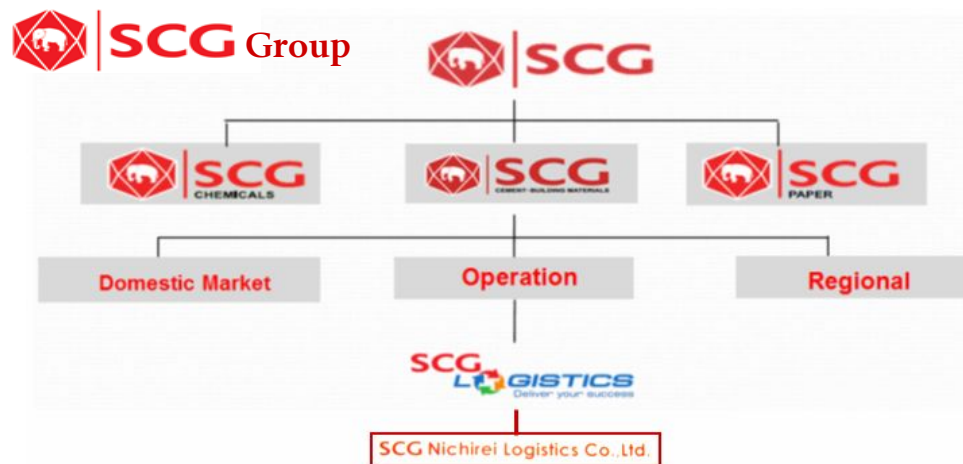 SCG Group
SCG
SCG
CHEMICALS
SCG
CEMENT-BUILDING MATERIALS
SCG
PAPER
Domestic Market
Operation
Regional
SCG
LOGISTICS
Deliver your success
SCG Nichirei Logistics Co.,Ltd.